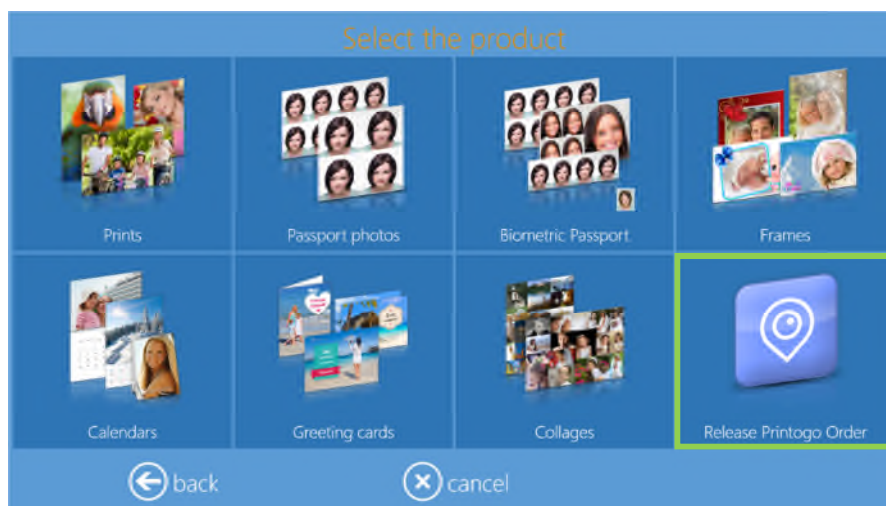 Select the product
Prints
Passport photos
Biometric Passport
Frames
Calendars
Greeting cards
Collages
Release Printogo Order
back
cancel